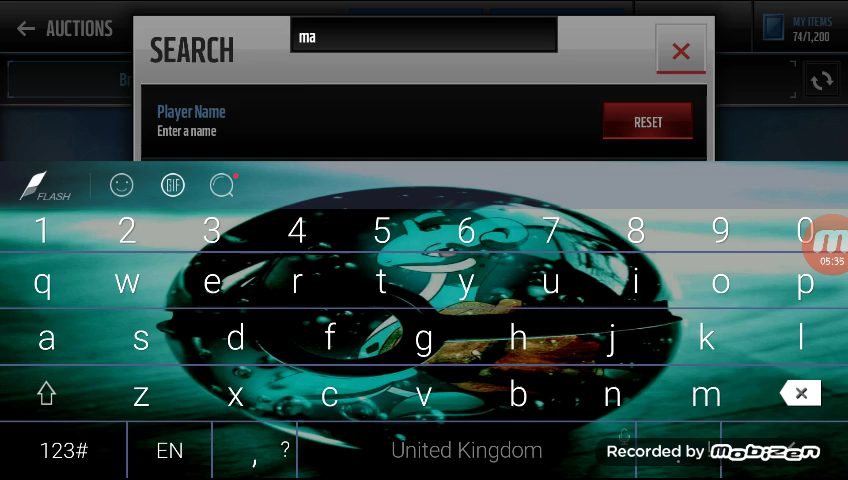 AUCTIONS
SEARCH
ma
MY ITEMS
74/1,200
Br
Player Name
Enter a name
RESET
FLASH
GIF
1 2 3 4 5 6 7 8 9 0
05:35
q w e r t y u i o p
a s d f g h j k l
z x c v b n m
123# EN , ? United Kingdom . !
Recorded by Mobizen